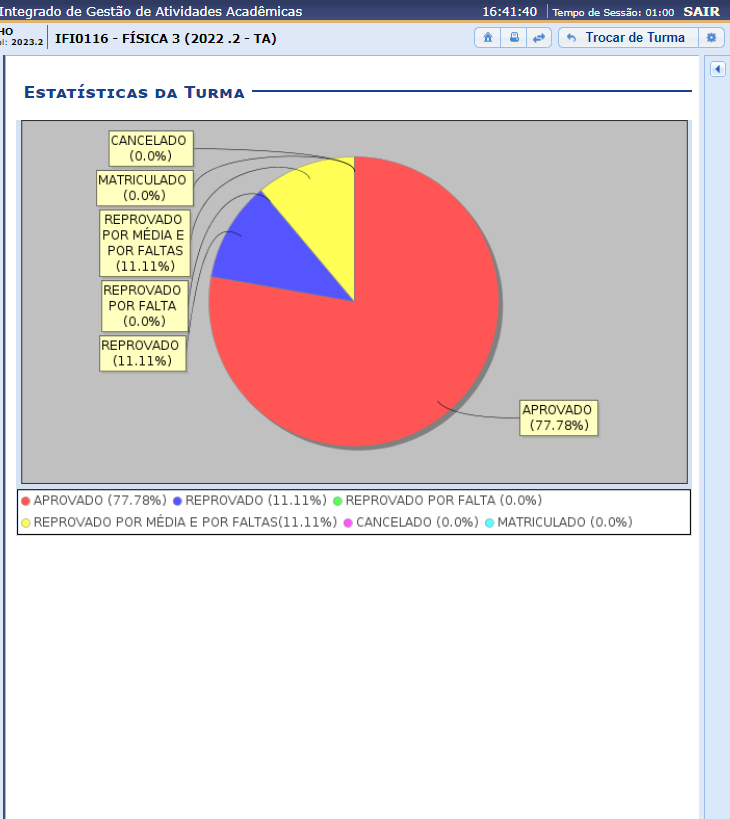 Integrado de Gestão de Atividades Acadêmicas 16:41:40 Tempo de Sessão: 01:00 SAIR
HO
el: 2023.2 IFI0116 - FÍSICA 3 (2022 .2 - TA) Trocar de Turma
Estatísticas da Turma
CANCELADO
(0.0%)
MATRICULADO
(0.0%)
REPROVADO
POR MÉDIA E
POR FALTAS
(11.11%)
REPROVADO
POR FALTA
(0.0%)
REPROVADO
(11.11%)
APROVADO
(77.78%)
APROVADO (77.78%) REPROVADO (11.11%) REPROVADO POR FALTA (0.0%)
REPROVADO POR MÉDIA E POR FALTAS(11.11%) CANCELADO (0.0%) MATRICULADO (0.0%)